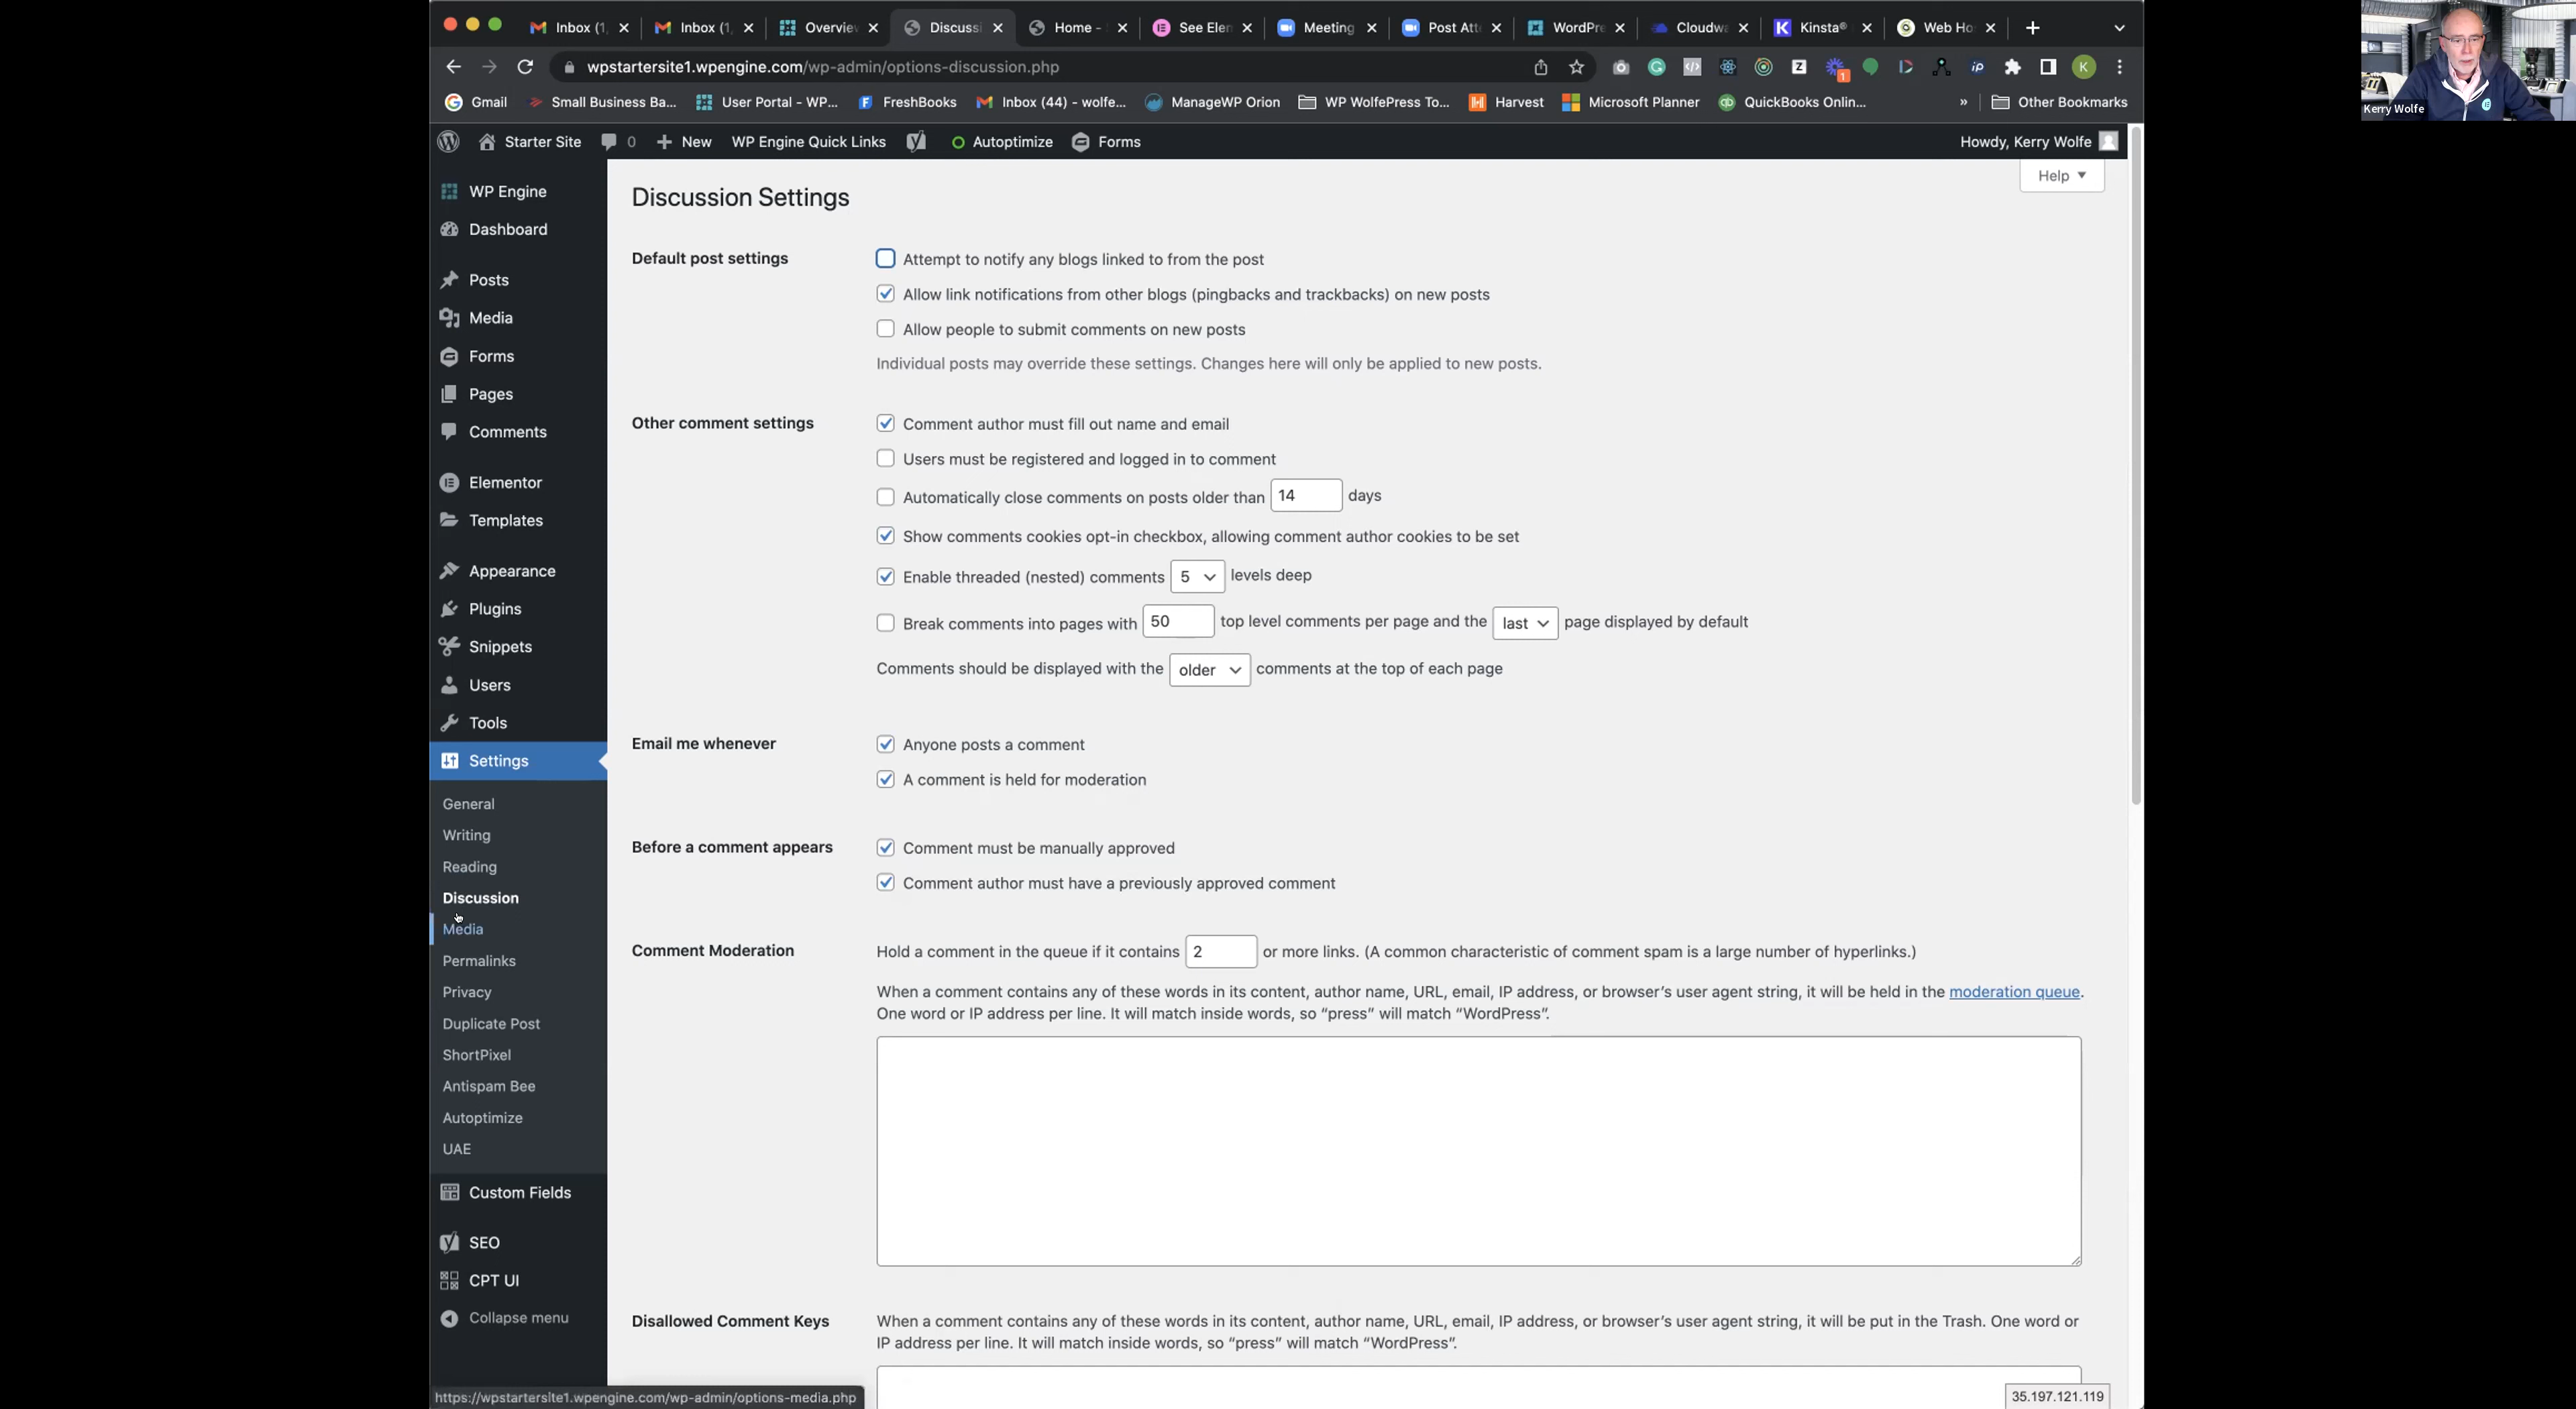 Inbox (1,
Inbox (1,
Overview
Discussi
Home -
See Elem
Meeting
Post Atte
WordPre
Cloudwa
Kinsta®
Web Ho
wpstartersite1.wpengine.com/wp-admin/options-discussion.php
Gmail
Small Business Ba...
User Portal - WP...
FreshBooks
Inbox (44) - wolfe...
ManageWP Orion
WP WolfePress To...
Harvest
Microsoft Planner
QuickBooks Onlin...
»
Other Bookmarks
Kerry Wolfe
Starter Site
0
New
WP Engine Quick Links
Autoptimize
Forms
Howdy, Kerry Wolfe
WP Engine
Dashboard
Posts
Media
Forms
Pages
Comments
Elementor
Templates
Appearance
Plugins
Snippets
Users
Tools
Settings
General
Writing
Reading
Discussion
Media
Permalinks
Privacy
Duplicate Post
ShortPixel
Antispam Bee
Autoptimize
UAE
Custom Fields
SEO
CPT UI
Collapse menu
Help
Discussion Settings
Default post settings
Attempt to notify any blogs linked to from the post
Allow link notifications from other blogs (pingbacks and trackbacks) on new posts
Allow people to submit comments on new posts
Individual posts may override these settings. Changes here will only be applied to new posts.
Other comment settings
Comment author must fill out name and email
Users must be registered and logged in to comment
Automatically close comments on posts older than 14 days
Show comments cookies opt-in checkbox, allowing comment author cookies to be set
Enable threaded (nested) comments 5 levels deep
Break comments into pages with 50 top level comments per page and the last page displayed by default
Comments should be displayed with the older comments at the top of each page
Email me whenever
Anyone posts a comment
A comment is held for moderation
Before a comment appears
Comment must be manually approved
Comment author must have a previously approved comment
Comment Moderation
Hold a comment in the queue if it contains 2 or more links. (A common characteristic of comment spam is a large number of hyperlinks.)
When a comment contains any of these words in its content, author name, URL, email, IP address, or browser’s user agent string, it will be held in the moderation queue.
One word or IP address per line. It will match inside words, so “press” will match “WordPress”.
Disallowed Comment Keys
When a comment contains any of these words in its content, author name, URL, email, IP address, or browser’s user agent string, it will be put in the Trash. One word or
IP address per line. It will match inside words, so “press” will match “WordPress”.
https://wpstartersite1.wpengine.com/wp-admin/options-media.php
35.197.121.119